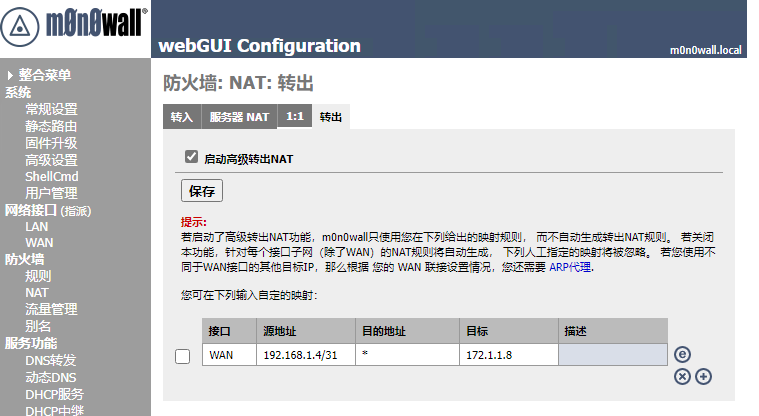 m0n0wall®
webGUI Configuration
m0n0wall.local
整合菜单
系统
常规设置
静态路由
固件升级
高级设置
ShellCmd
用户管理
网络接口 (指派)
LAN
WAN
防火墙
规则
NAT
流量管理
别名
服务功能
DNS转发
动态DNS
DHCP服务
DHCP中继
防火墙: NAT: 转出
转入 服务器 NAT 1:1 转出
启动高级转出NAT
保存
提示:
若启动了高级转出NAT功能，m0n0wall只使用您在下列给出的映射规则， 而不自动生成转出NAT规则。 若关闭
本功能，针对每个接口子网（除了WAN）的NAT规则将自动生成， 下列人工指定的映射将被忽略。 若您使用不
同于WAN接口的其他目标IP，那么根据 您的 WAN 联接设置情况，您还需要 ARP代理.
您可在下列输入自定的映射：
接口 源地址 目的地址 目标 描述
WAN 192.168.1.4/31 * 172.1.1.8